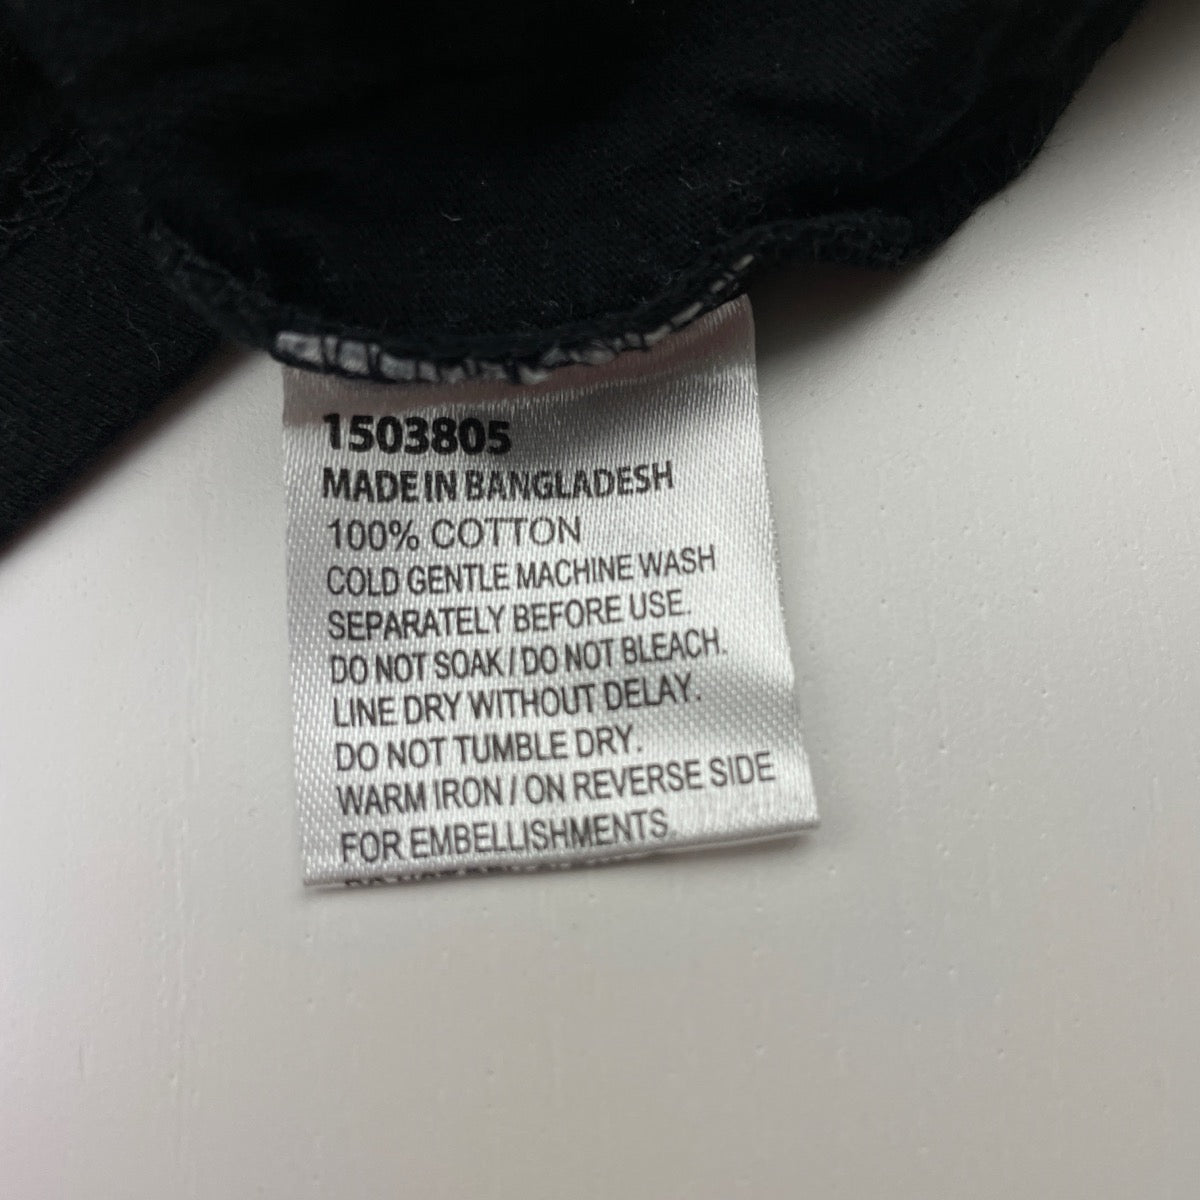 1503805
MADE IN BANGLADESH
100% COTTON
COLD GENTLE MACHINE WASH
SEPARATELY BEFORE USE.
DO NOT SOAK / DO NOT BLEACH.
LINE DRY WITHOUT DELAY.
DO NOT TUMBLE DRY.
WARM IRON / ON REVERSE SIDE
FOR EMBELLISHMENTS.